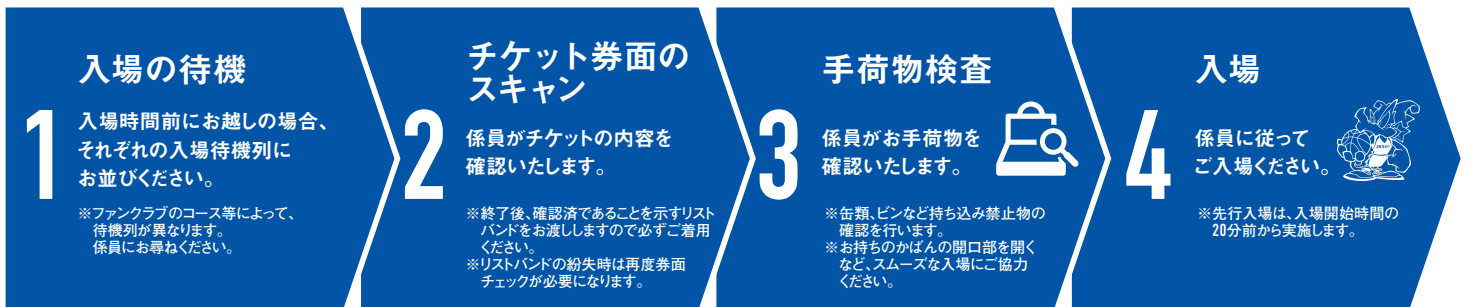 1
入場の待機
入場時間前にお越しの場合、
それぞれの入場待機列に
お並びください。
※ファンクラブのコース等によって、
待機列が異なります。
係員にお尋ねください。
2
チケット券面の
スキャン
係員がチケットの内容を
確認いたします。
※終了後、確認済であることを示すリスト
バンドをお渡ししますので必ずご着用
ください。
※リストバンドの紛失時は再度券面
チェックが必要になります。
3
手荷物検査
係員がお手荷物を
確認いたします。
※缶類、ビンなど持ち込み禁止物の
確認を行います。
※お持ちのかばんの開口部を開く
など、スムーズな入場にご協力
ください。
4
入場
係員に従って
ご入場ください。
※先行入場は、入場開始時間の
20分前から実施します。